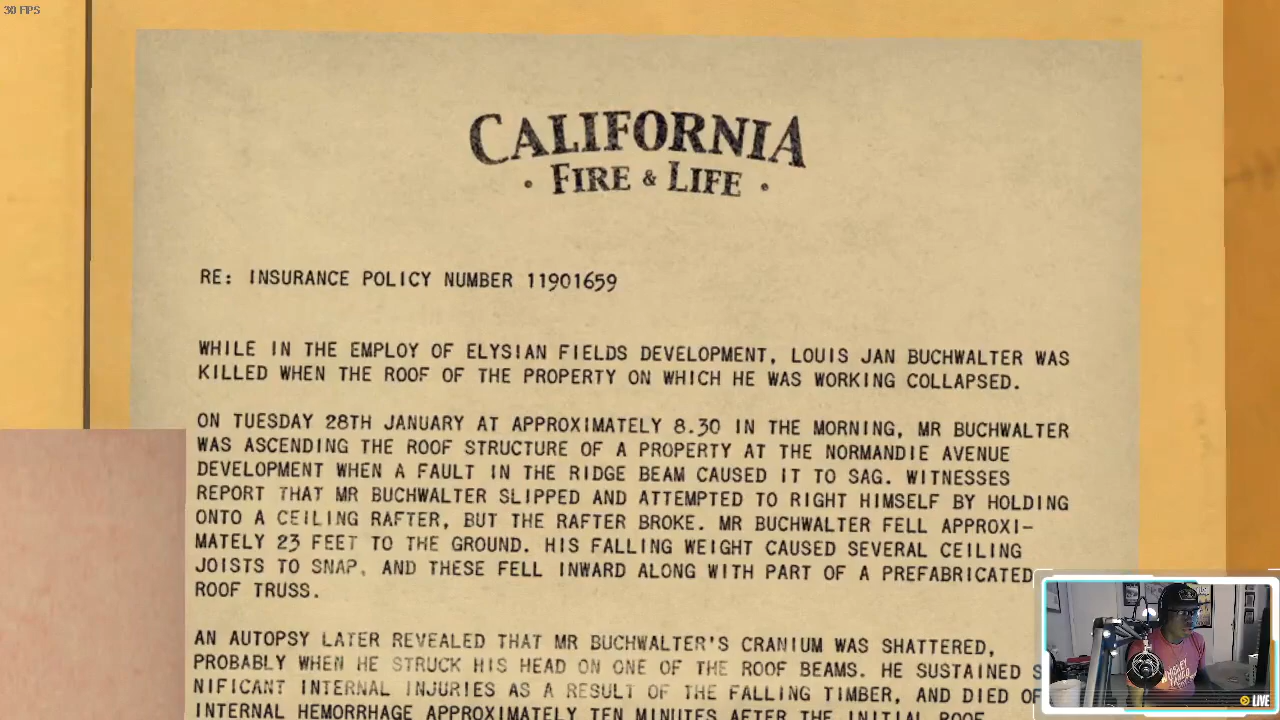 30 FPS
CALIFORNIA
· FIRE & LIFE ·
RE: INSURANCE POLICY NUMBER 11901659
WHILE IN THE EMPLOY OF ELYSIAN FIELDS DEVELOPMENT, LOUIS JAN BUCHWALTER WAS
KILLED WHEN THE ROOF OF THE PROPERTY ON WHICH HE WAS WORKING COLLAPSED.
ON TUESDAY 28TH JANUARY AT APPROXIMATELY 8.30 IN THE MORNING, MR BUCHWALTER
WAS ASCENDING THE ROOF STRUCTURE OF A PROPERTY AT THE NORMANDIE AVENUE
DEVELOPMENT WHEN A FAULT IN THE RIDGE BEAM CAUSED IT TO SAG. WITNESSES
REPORT THAT MR BUCHWALTER SLIPPED AND ATTEMPTED TO RIGHT HIMSELF BY HOLDING
ONTO A CEILING RAFTER, BUT THE RAFTER BROKE. MR BUCHWALTER FELL APPROXI-
MATELY 23 FEET TO THE GROUND. HIS FALLING WEIGHT CAUSED SEVERAL CEILING
JOISTS TO SNAP, AND THESE FELL INWARD ALONG WITH PART OF A PREFABRICATED
ROOF TRUSS.
AN AUTOPSY LATER REVEALED THAT MR BUCHWALTER'S CRANIUM WAS SHATTERED,
PROBABLY WHEN HE STRUCK HIS HEAD ON ONE OF THE ROOF BEAMS. HE SUSTAINED S
NIFICANT INTERNAL INJURIES AS A RESULT OF THE FALLING TIMBER, AND DIED OF
INTERNAL HEMORRHAGE APPROXIMATELY TEN MINUTES AFTER THE INITIAL ROOF
LIVE